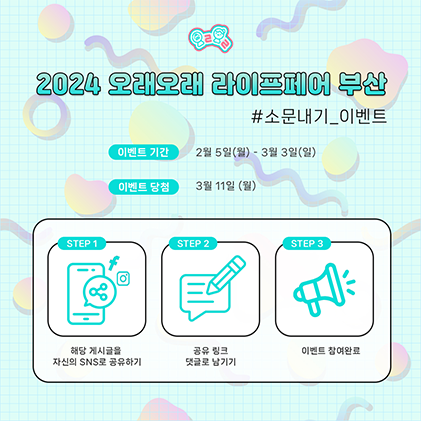 2024 오래오래 라이프페어 부산
#소문내기_이벤트
이벤트 기간 2월 5일(월) - 3월 3일(일)
이벤트 당첨 3월 11일 (월)
STEP 1 STEP 2 STEP 3
해당 게시글을
자신의 SNS로 공유하기
공유 링크
댓글로 남기기
이벤트 참여완료